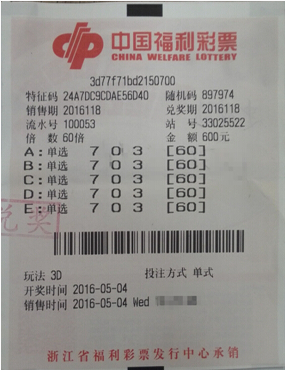 中国福利彩票
CHINA WELFARE LOTTERY
3d77f71bd2150700
特征码 24A7DC9CDAE56D40 随机码 897974
销售期 2016118 兑奖期 2016118
流水号 100053 站 号 33025522
倍 数 60倍 金 额 600元
A:单选 7 0 3 [60]
B:单选 7 0 3 [60]
C:单选 7 0 3 [60]
D:单选 7 0 3 [60]
E:单选 7 0 3 [60]
兑奖
玩法 3D 投注方式 单式
开奖时间 2016-05-04
销售时间 2016-05-04 Wed
浙江省福利彩票发行中心承销